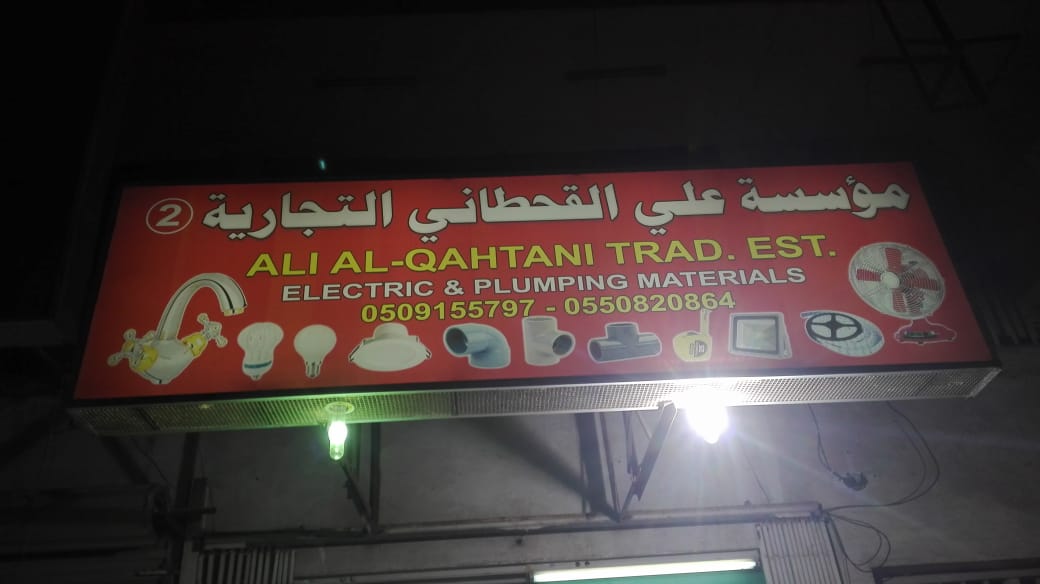 مؤسسة علي القحطاني التجارية 2
ALI AL-QAHTANI TRAD. EST.
ELECTRIC & PLUMPING MATERIALS
0509155797 - 0550820864